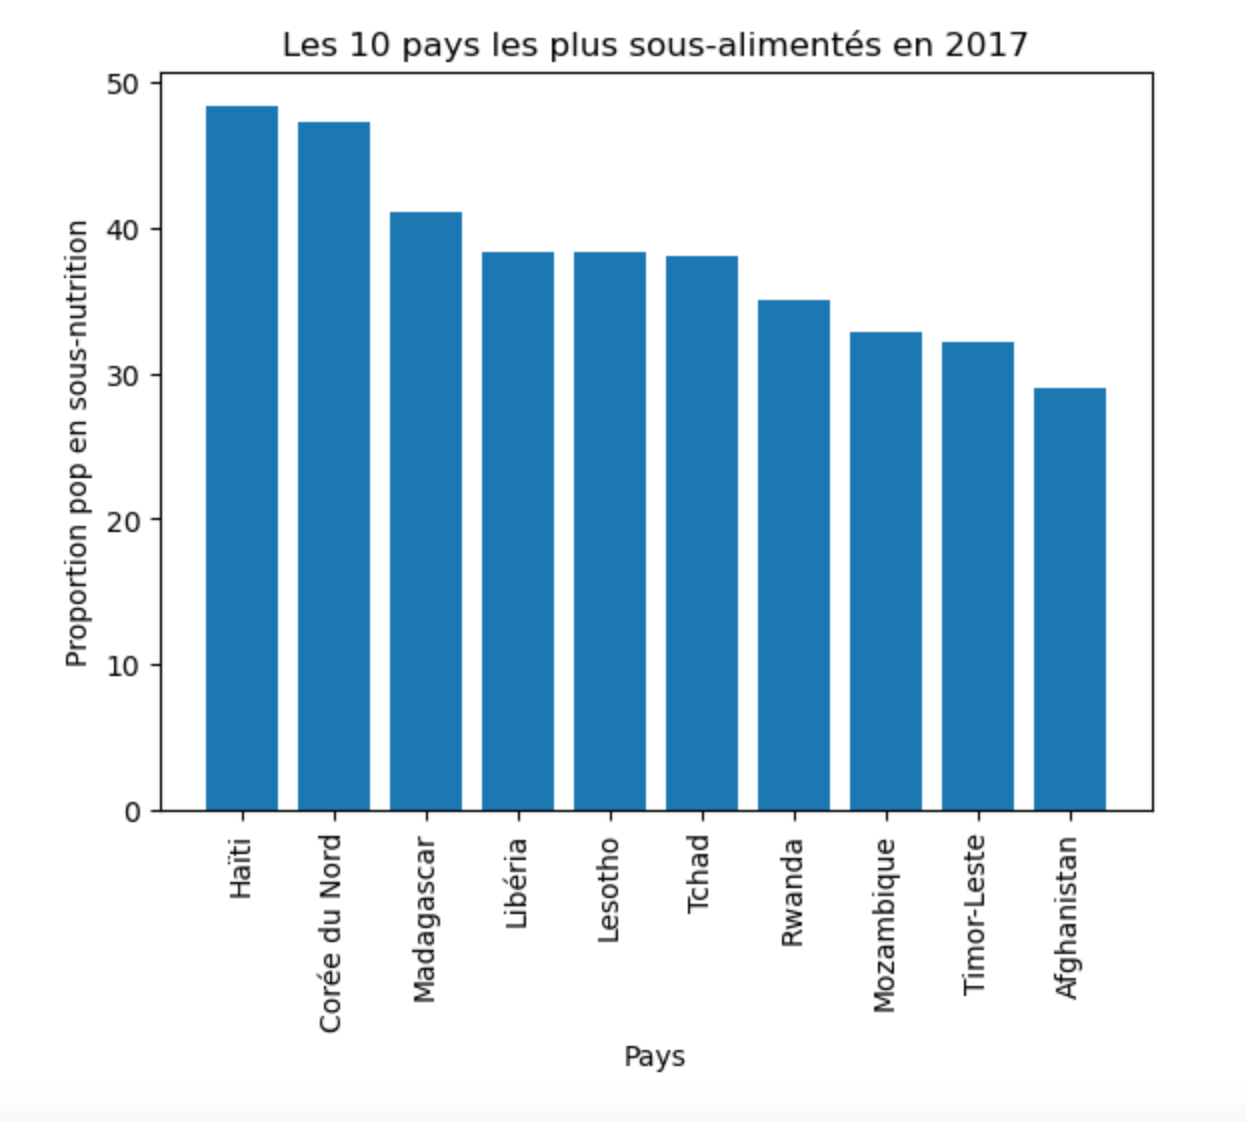 Les 10 pays les plus sous-alimentés en 2017
Proportion pop en sous-nutrition
50
40
30
20
10
0
Haïti
Corée du Nord
Madagascar
Libéria
Lesotho
Tchad
Rwanda
Mozambique
Timor-Leste
Afghanistan
Pays